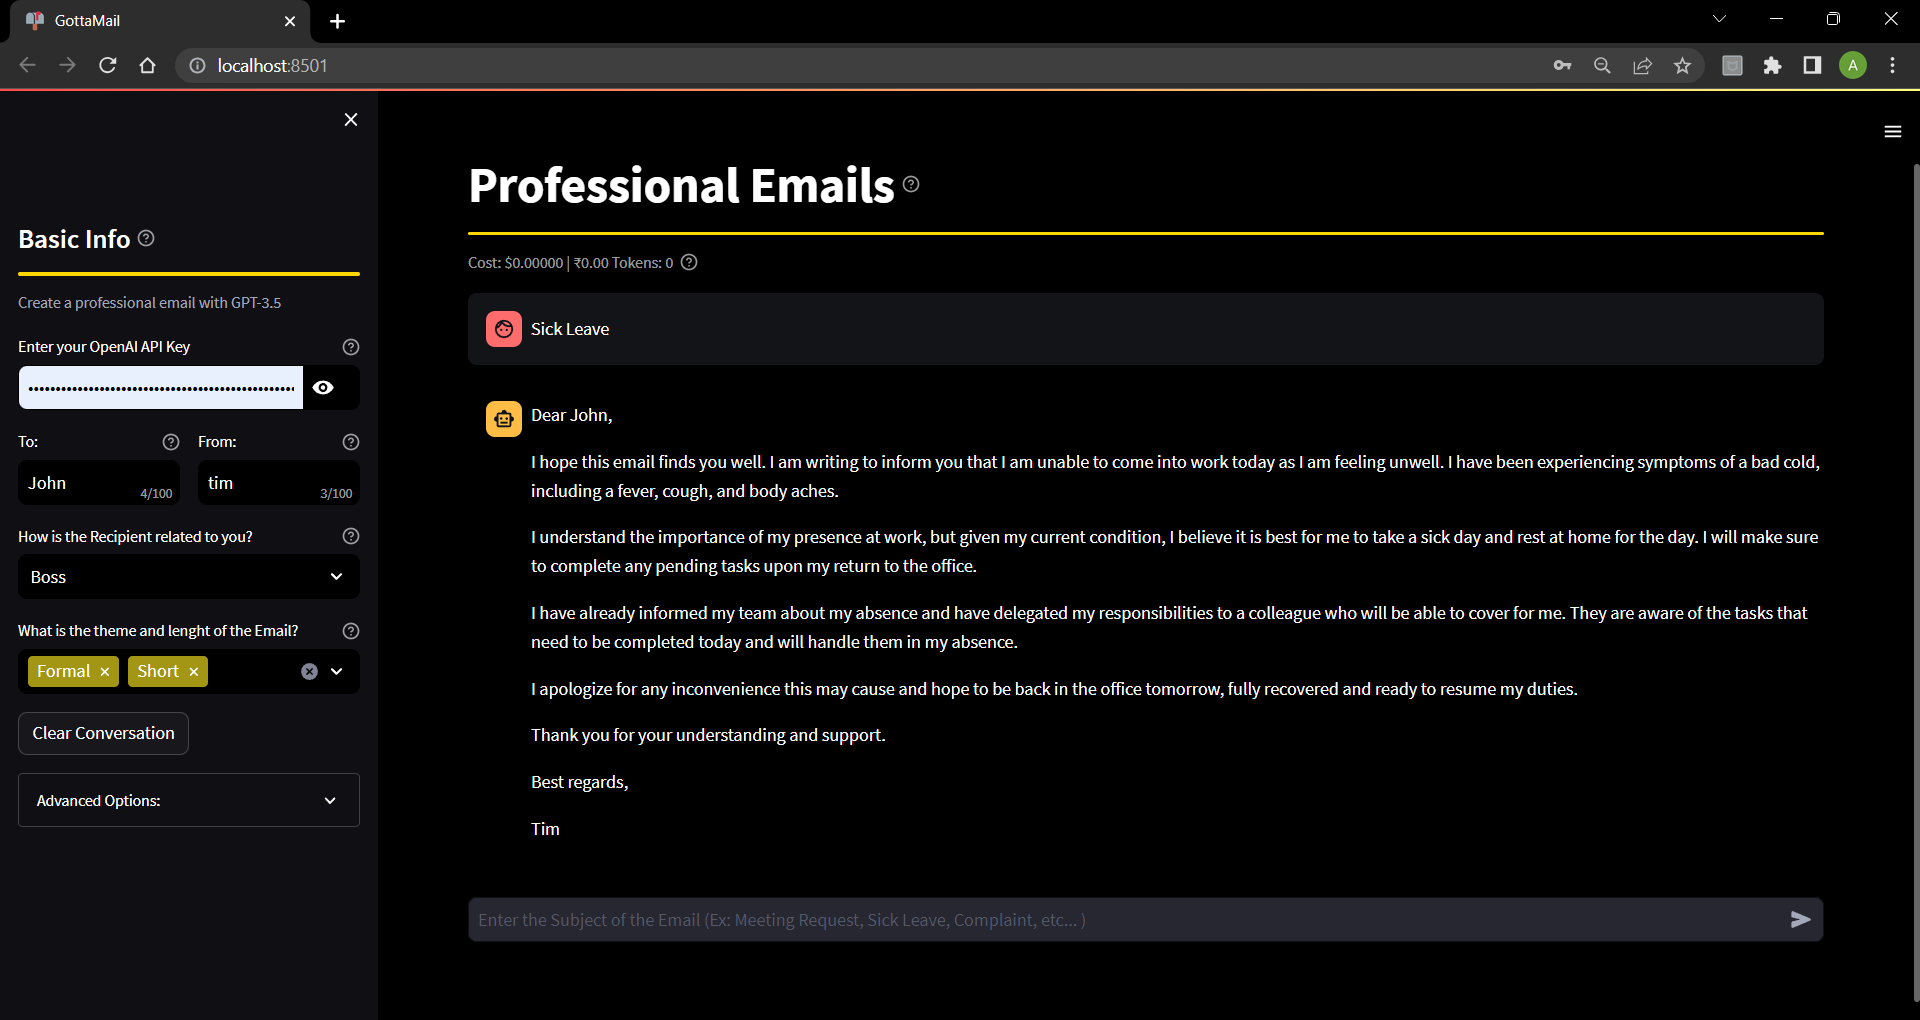 GottaMail
localhost:8501
A
Basic Info
Create a professional email with GPT-3.5
Enter your OpenAI API Key
To:
From:
John
4/100
tim
3/100
How is the Recipient related to you?
Boss
What is the theme and lenght of the Email?
Formal
Short
Clear Conversation
Advanced Options:
Professional Emails
Cost: $0.00000 | ₹0.00 Tokens: 0
Sick Leave
Dear John,
I hope this email finds you well. I am writing to inform you that I am unable to come into work today as I am feeling unwell. I have been experiencing symptoms of a bad cold,
including a fever, cough, and body aches.
I understand the importance of my presence at work, but given my current condition, I believe it is best for me to take a sick day and rest at home for the day. I will make sure
to complete any pending tasks upon my return to the office.
I have already informed my team about my absence and have delegated my responsibilities to a colleague who will be able to cover for me. They are aware of the tasks that
need to be completed today and will handle them in my absence.
I apologize for any inconvenience this may cause and hope to be back in the office tomorrow, fully recovered and ready to resume my duties.
Thank you for your understanding and support.
Best regards,
Tim
Enter the Subject of the Email (Ex: Meeting Request, Sick Leave, Complaint, etc... )